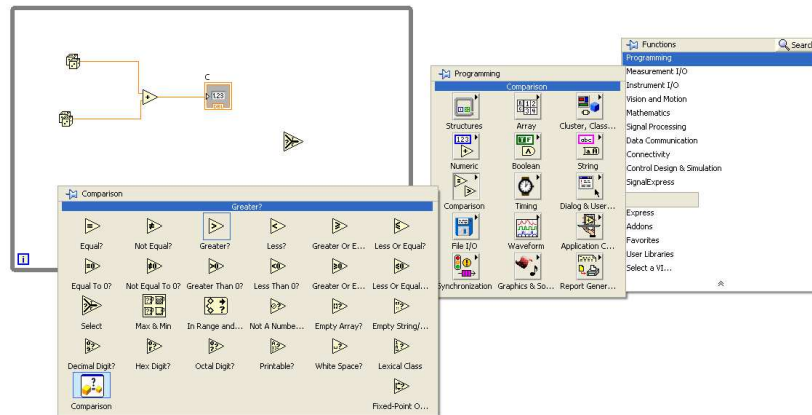 C
1.23
DBL
i
Functions
Search
Programming
Measurement I/O
Instrument I/O
Vision and Motion
Mathematics
Signal Processing
Data Communication
Connectivity
Control Design & Simulation
SignalExpress
Express
Addons
Favorites
User Libraries
Select a VI...
Programming
Comparison
Structures Array Cluster, Class...
Numeric Boolean String
Comparison Timing Dialog & User...
File I/O Waveform Application C...
Synchronization Graphics & So... Report Gener...
Comparison
Greater?
Equal? Not Equal? Greater? Less? Greater Or E... Less Or Equal?
Equal To 0? Not Equal To 0? Greater Than 0? Less Than 0? Greater Or E... Less Or Equal...
Select Max & Min In Range and... Not A Numbe... Empty Array? Empty String/...
Decimal Digit? Hex Digit? Octal Digit? Printable? White Space? Lexical Class
Comparison Fixed-Point O...